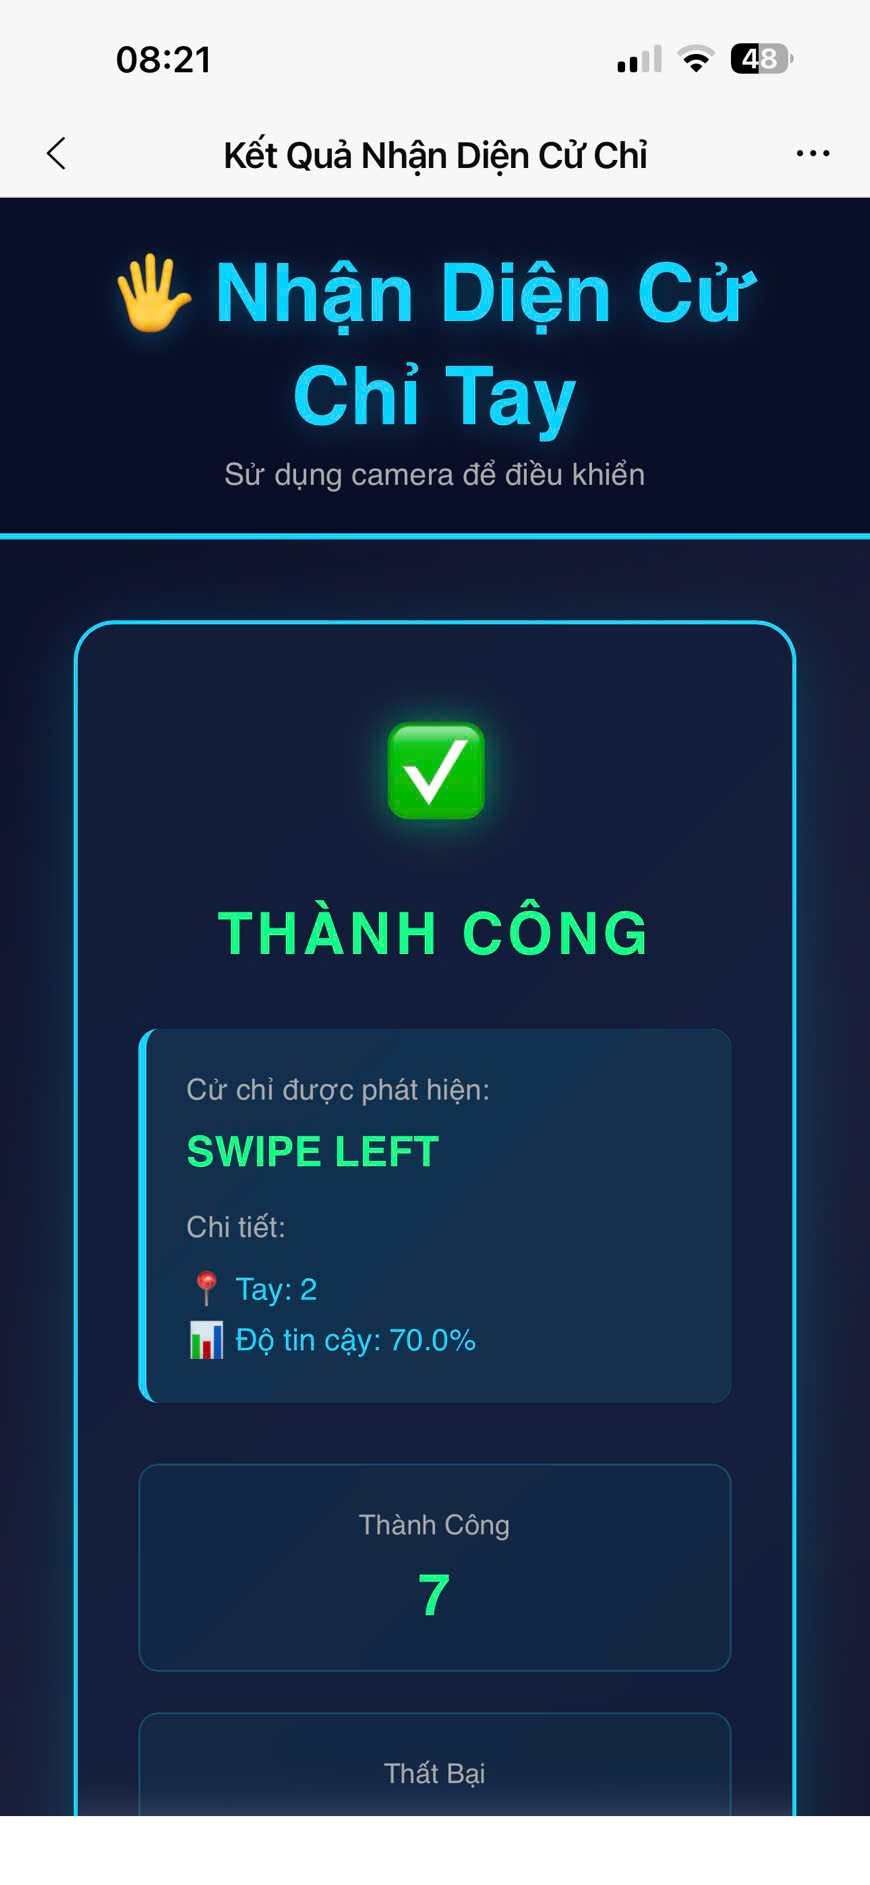 08:21
48
Kết Quả Nhận Diện Cử Chỉ
Nhận Diện Cử
Chỉ Tay
Sử dụng camera để điều khiển
THÀNH CÔNG
Cử chỉ được phát hiện:
SWIPE LEFT
Chi tiết:
Tay: 2
Độ tin cậy: 70.0%
Thành Công
7
Thất Bại